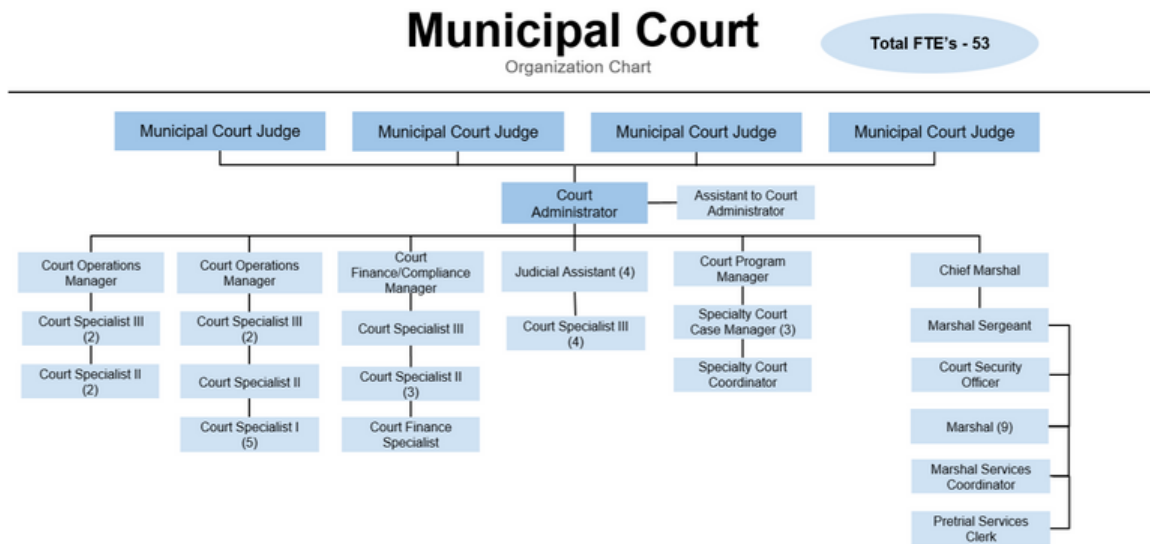 Municipal Court
Organization Chart
Total FTE's - 53
Municipal Court Judge
Municipal Court Judge
Municipal Court Judge
Municipal Court Judge
Court
Administrator
Assistant to Court
Administrator
Court Operations
Manager
Court Specialist III
(2)
Court Specialist II
(2)
Court Operations
Manager
Court Specialist III
(2)
Court Specialist II
Court Specialist I
(5)
Court
Finance/Compliance
Manager
Court Specialist III
Court Specialist II
(3)
Court Finance
Specialist
Judicial Assistant (4)
Court Specialist III
(4)
Court Program
Manager
Specialty Court
Case Manager (3)
Specialty Court
Coordinator
Chief Marshal
Marshal Sergeant
Court Security
Officer
Marshal (9)
Marshal Services
Coordinator
Pretrial Services
Clerk